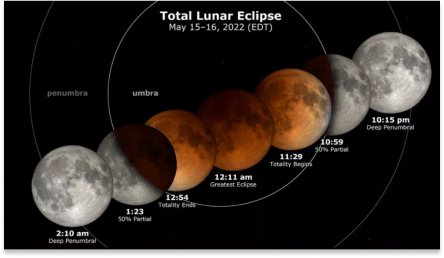 Total Lunar Eclipse
May 15–16, 2022 (EDT)
penumbra
umbra
10:15 pm
Deep Penumbral
10:59
50% Partial
11:29
Totality Begins
12:11 am
Greatest Eclipse
12:54
Totality Ends
1:23
50% Partial
2:10 am
Deep Penumbral